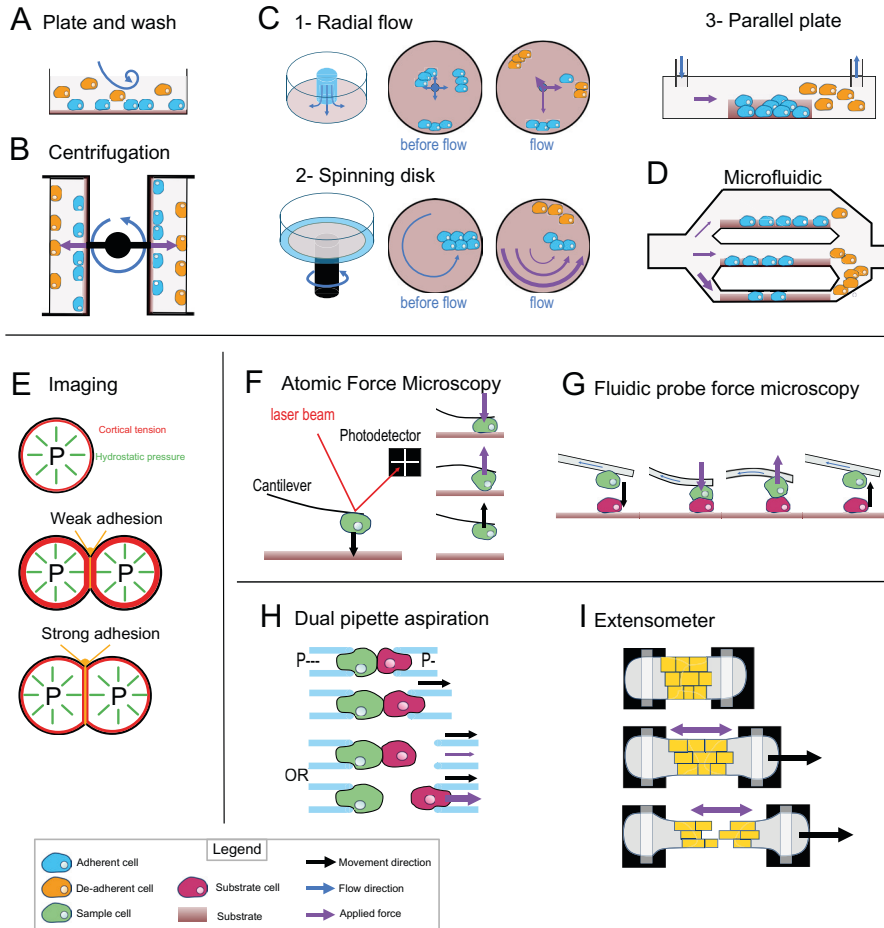 A Plate and wash
C 1- Radial flow
before flow
flow
3- Parallel plate
B Centrifugation
2- Spinning disk
before flow
flow
D Microfluidic
E Imaging
P
Cortical tension
Hydrostatic pressure
Weak adhesion
P P
Strong adhesion
P P
F Atomic Force Microscopy
laser beam
Photodetector
Cantilever
G Fluidic probe force microscopy
H Dual pipette aspiration
P--- P-
OR
I Extensometer
Legend
Adherent cell
De-adherent cell
Sample cell
Substrate cell
Substrate
Movement direction
Flow direction
Applied force